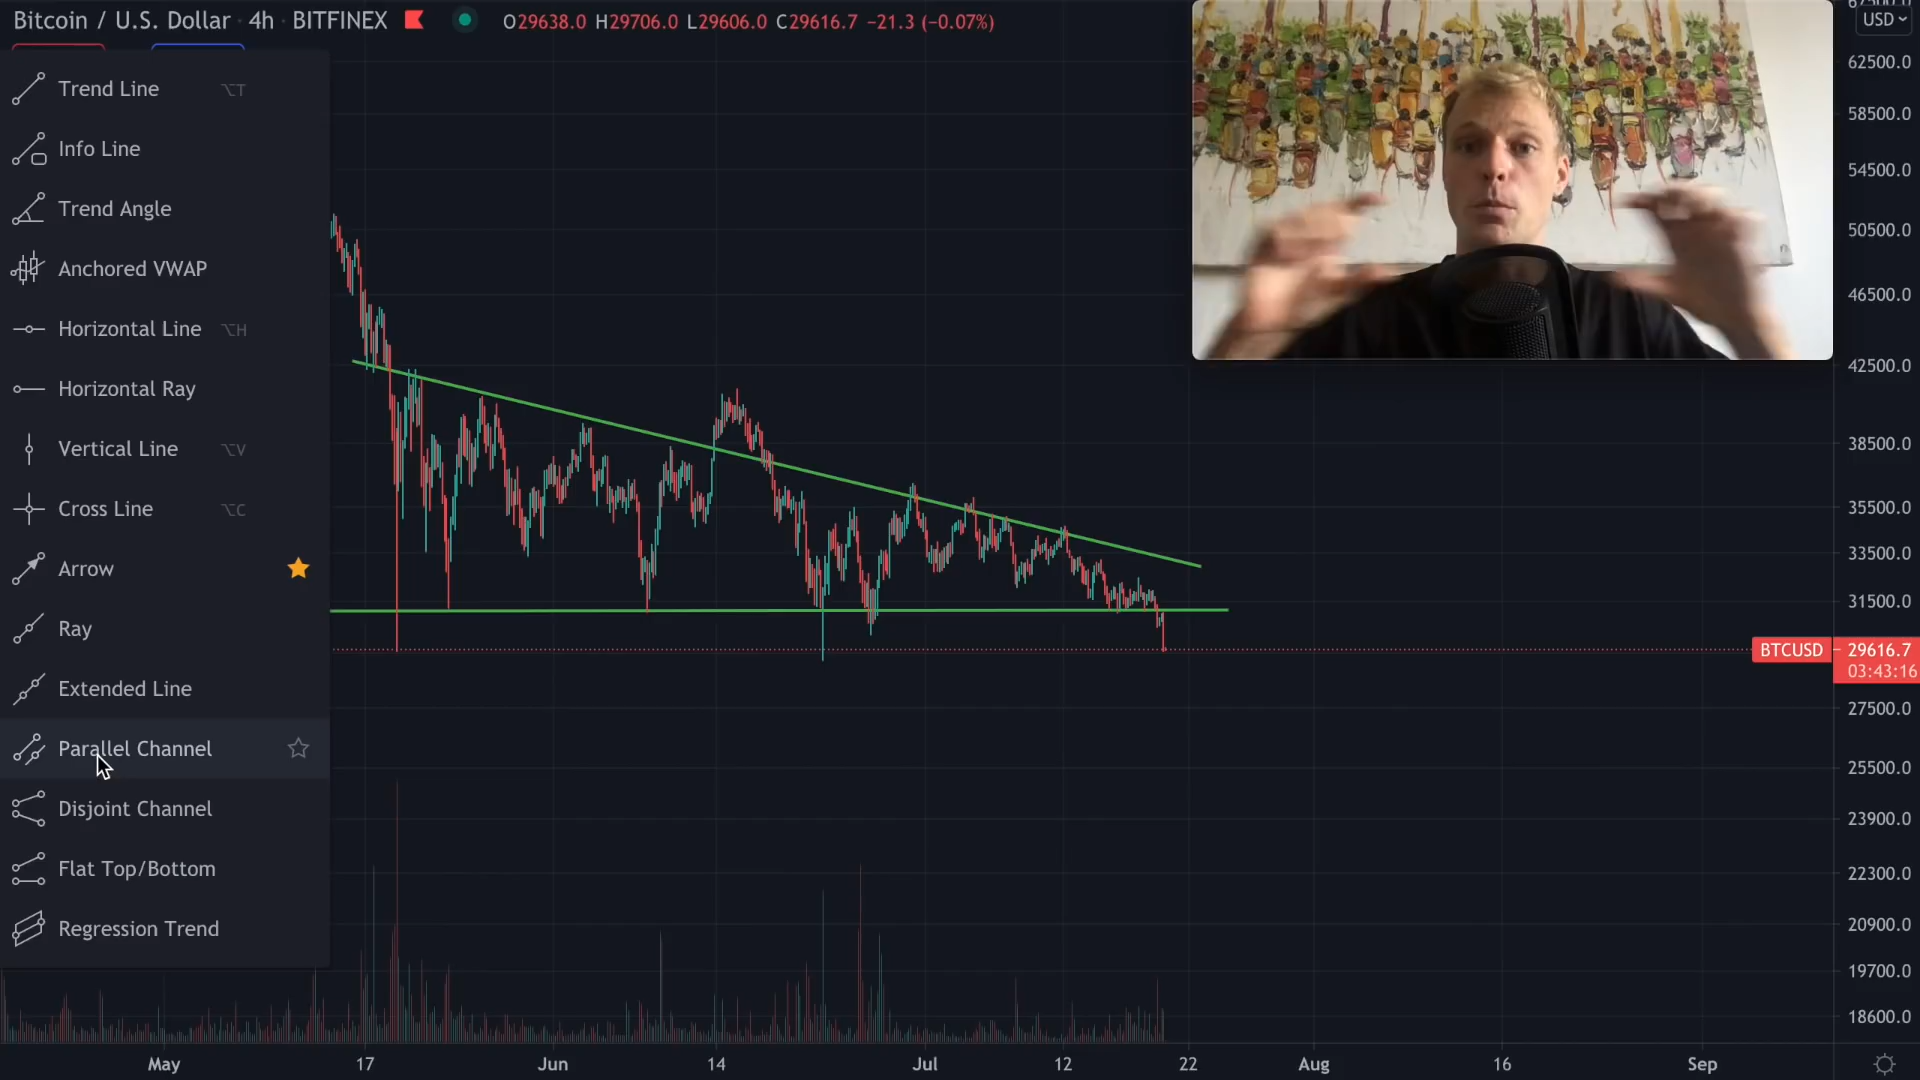 Bitcoin / U.S. Dollar · 4h · BITFINEX O29638.0 H29706.0 L29606.0 C29616.7 −21.3 (−0.07%)
USD
Trend Line ⌥T
Info Line
Trend Angle
Anchored VWAP
Horizontal Line ⌥H
Horizontal Ray
Vertical Line ⌥V
Cross Line ⌥C
Arrow
Ray
Extended Line
Parallel Channel
Disjoint Channel
Flat Top/Bottom
Regression Trend
62500.0
58500.0
54500.0
50500.0
46500.0
42500.0
38500.0
35500.0
33500.0
31500.0
BTCUSD 29616.7
03:43:16
27500.0
25500.0
23900.0
22300.0
20900.0
19700.0
18600.0
May 17 Jun 14 Jul 12 22 Aug 16 Sep